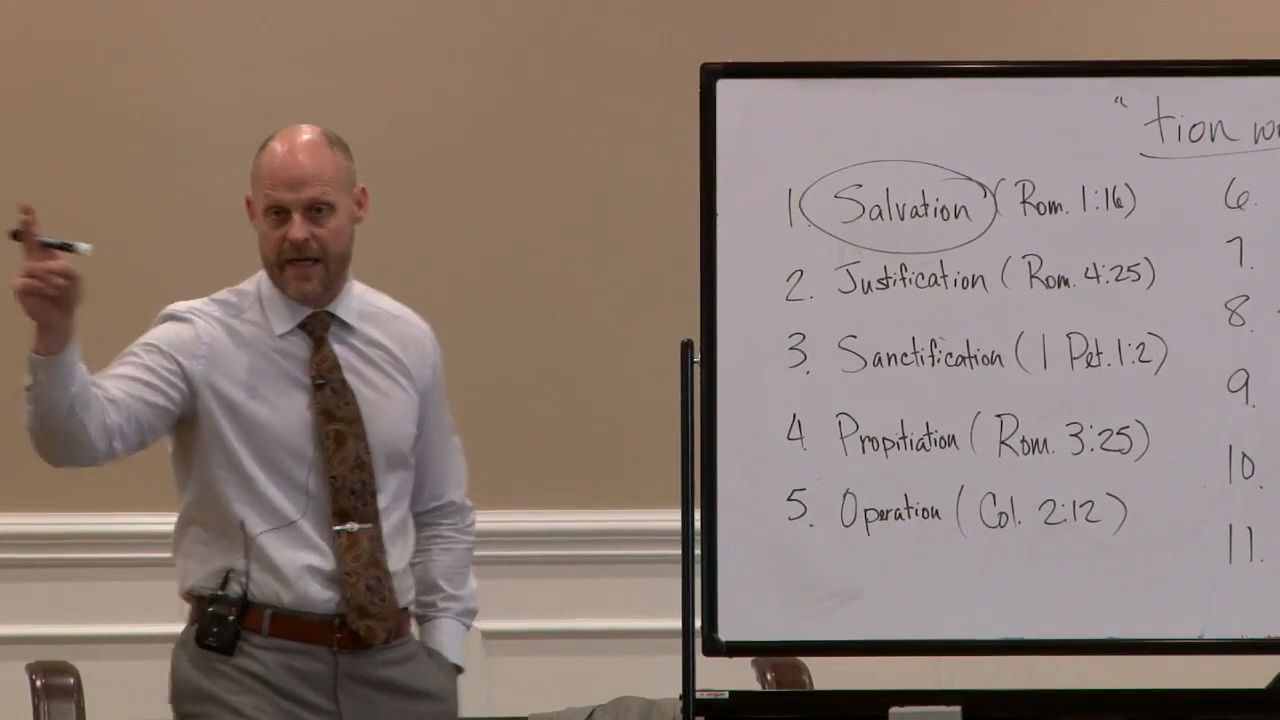 " tion
1. Salvation (Rom. 1:16)
2. Justification (Rom. 4:25)
3. Sanctification (1 Pet. 1:2)
4 Propitiation (Rom. 3:25)
5. Operation (Col. 2:12)
6.
7.
8.
9.
10.
11.